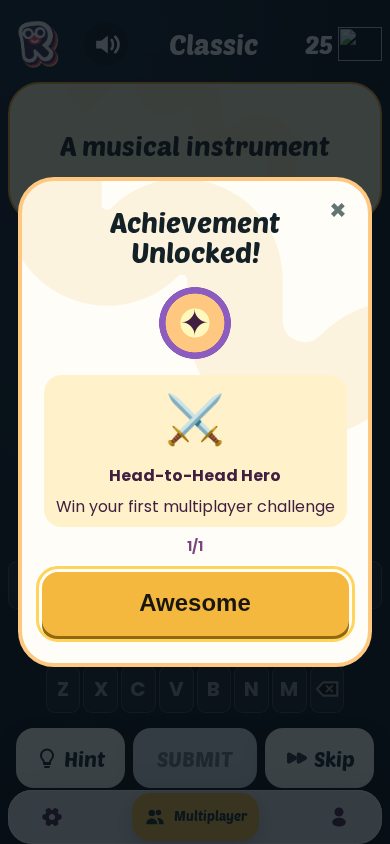 Classic
25
A musical instrument
Achievement
Unlocked!
Head-to-Head Hero
Win your first multiplayer challenge
1/1
Awesome
Z X C V B N M
Hint
SUBMIT
Skip
Multiplayer